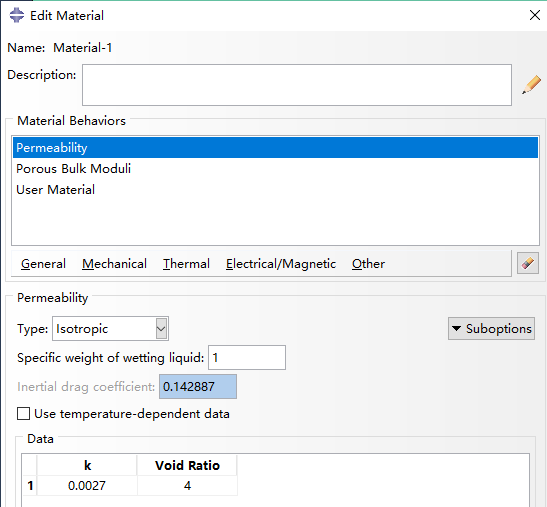 Edit Material
Name: Material-1
Description:
Material Behaviors
Permeability
Porous Bulk Moduli
User Material
General Mechanical Thermal Electrical/Magnetic Other
Permeability
Type: Isotropic Suboptions
Specific weight of wetting liquid: 1
Inertial drag coefficient: 0.142887
Use temperature-dependent data
Data
k Void Ratio
1 0.0027 4